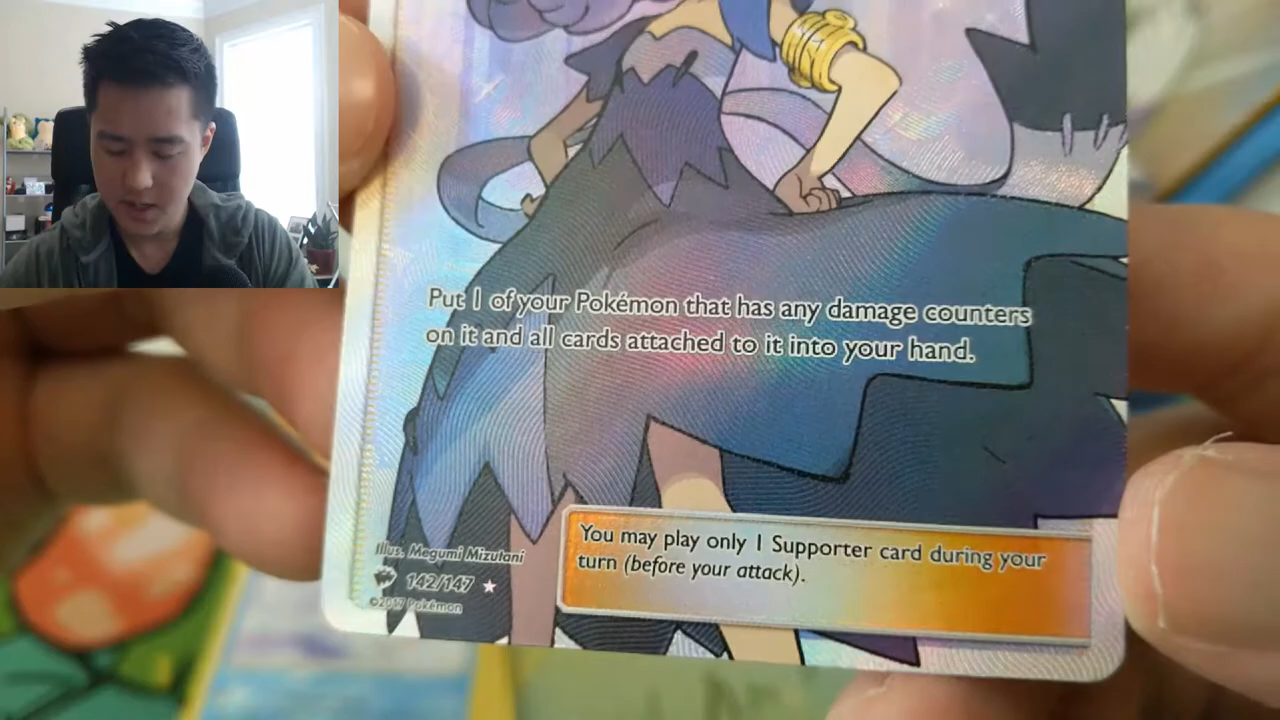 Put 1 of your Pokémon that has any damage counters
on it and all cards attached to it into your hand.
You may play only 1 Supporter card during your
turn (before your attack).
Illus. Megumi Mizutani
142/147
©2017 Pokémon